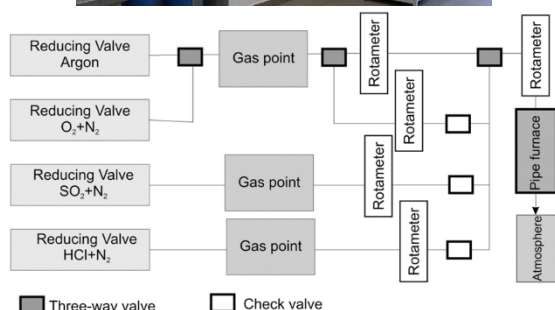 Reducing Valve
Argon
Gas point
Rotameter
Rotameter
Reducing Valve
O₂+N₂
Rotameter
Pipe furnace
Reducing Valve
SO₂+N₂
Gas point
Rotameter
Atmosphere
Reducing Valve
HCl+N₂
Gas point
Rotameter
Three-way valve
Check valve